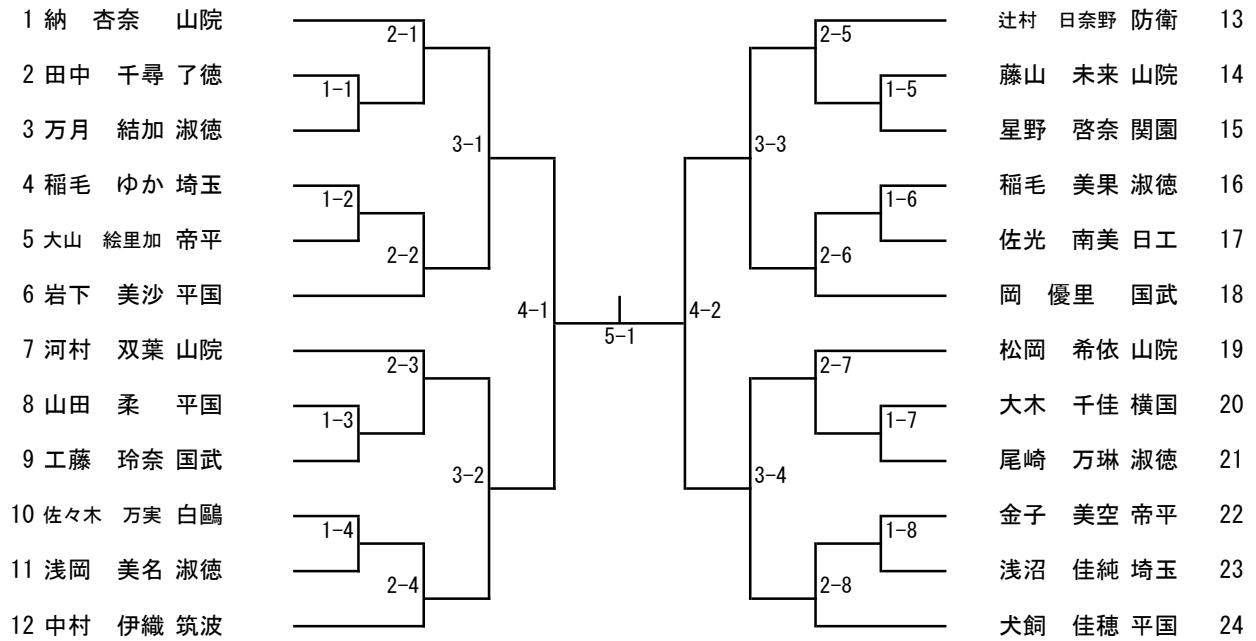 1 納　杏奈　山院
2-1
2-5
辻村　日奈野 防衛 13
2 田中　千尋 了徳
1-1
1-5
藤山　未来 山院 14
3 万月　結加 淑徳
3-1
3-3
星野　啓奈 関園 15
4 稲毛　ゆか 埼玉
1-2
1-6
稲毛　美果 淑徳 16
5 大山　絵里加 帝平
2-2
2-6
佐光　南美 日工 17
6 岩下　美沙 平国
4-1
5-1
4-2
岡　優里　国武 18
7 河村　双葉 山院
2-3
2-7
松岡　希依 山院 19
8 山田　柔　平国
1-3
1-7
大木　千佳 横国 20
9 工藤　玲奈 国武
3-2
3-4
尾崎　万琳 淑徳 21
10 佐々木　万実 白鷗
1-4
1-8
金子　美空 帝平 22
11 浅岡　美名 淑徳
2-4
2-8
浅沼　佳純 埼玉 23
12 中村　伊織 筑波
犬飼　佳穂 平国 24